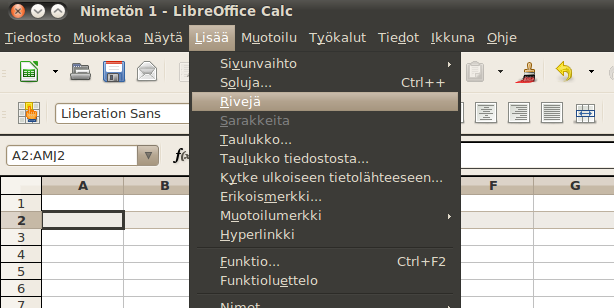 Nimetön 1 - LibreOffice Calc
Tiedosto Muokkaa Näytä Lisää Muotoilu Työkalut Tiedot Ikkuna Ohje
Sivunvaihto
Soluja... Ctrl++
Rivejä
Sarakkeita
Taulukko...
Taulukko tiedostosta...
Kytke ulkoiseen tietolähteeseen...
Erikoismerkki...
Muotoilumerkki
Hyperlinkki
Funktio... Ctrl+F2
Funktioluettelo
Nimet
Liberation Sans
A2:AMJ2
A B F G
1
2
3
4
5
6
7